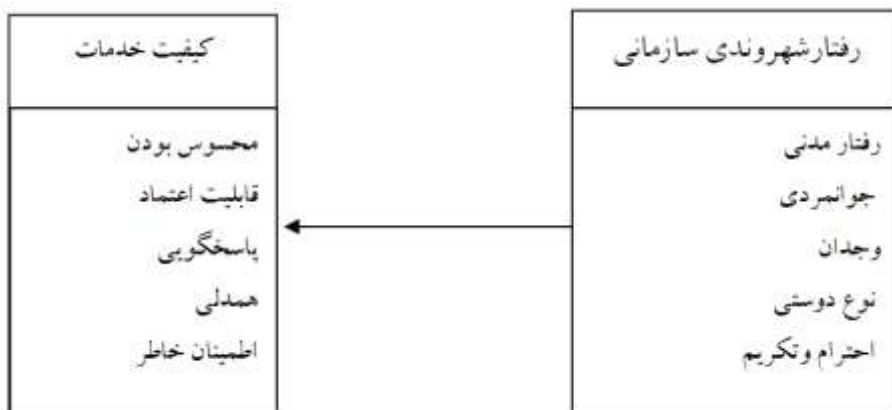 رفتارشهروندی سازمانی
رفتار مدنی
جوانمردی
وجدان
نوع دوستی
احترام وتکریم
کیفیت خدمات
محسوس بودن
قابلیت اعتماد
پاسخگویی
همدلی
اطمینان خاطر